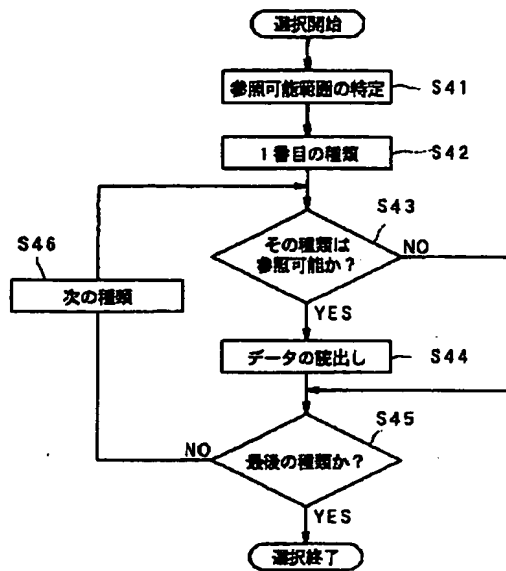 選択開始
参照可能範囲の特定
S41
1番目の種類
S42
S43
その種類は
参照可能か？
NO
S46
次の種類
YES
データの読出し
S44
S45
最後の種類か？
NO
YES
選択終了